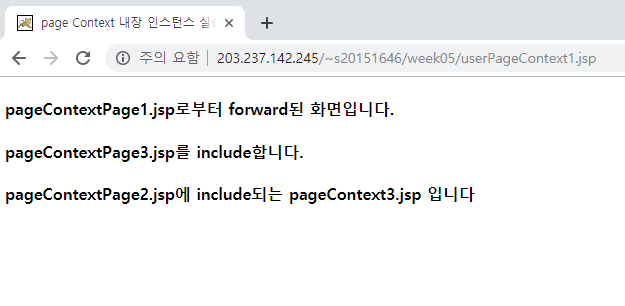 page Context 내장 인스턴스 실
주의 요함 203.237.142.245/~s20151646/week05/userPageContext1.jsp
pageContextPage1.jsp로부터 forward된 화면입니다.
pageContextPage3.jsp를 include합니다.
pageContextPage2.jsp에 include되는 pageContext3.jsp 입니다